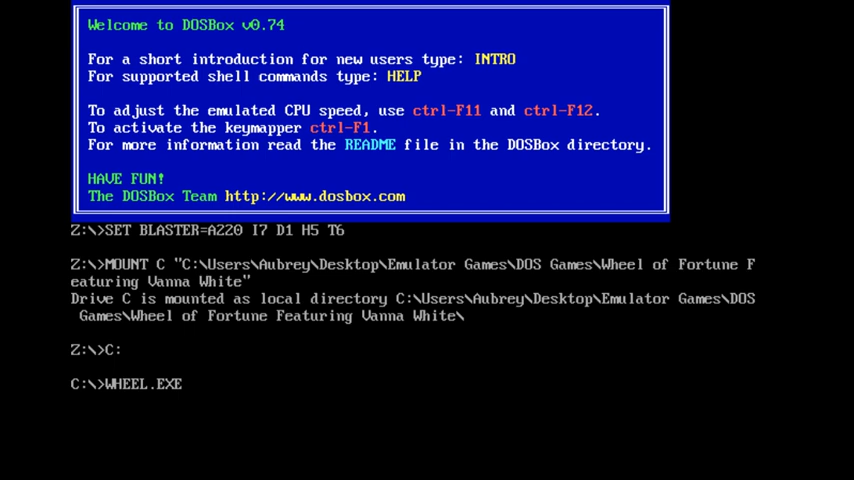 Welcome to DOSBox v0.74
For a short introduction for new users type: INTRO
For supported shell commands type: HELP
To adjust the emulated CPU speed, use ctrl-F11 and ctrl-F12.
To activate the keymapper ctrl-F1.
For more information read the README file in the DOSBox directory.
HAVE FUN!
The DOSBox Team http://www.dosbox.com
Z:\>SET BLASTER=A220 I7 D1 H5 T6
Z:\>MOUNT C "C:\Users\Aubrey\Desktop\Emulator Games\DOS Games\Wheel of Fortune F
eaturing Vanna White"
Drive C is mounted as local directory C:\Users\Aubrey\Desktop\Emulator Games\DOS
Games\Wheel of Fortune Featuring Vanna White\
Z:\>C:
C:\>WHEEL.EXE